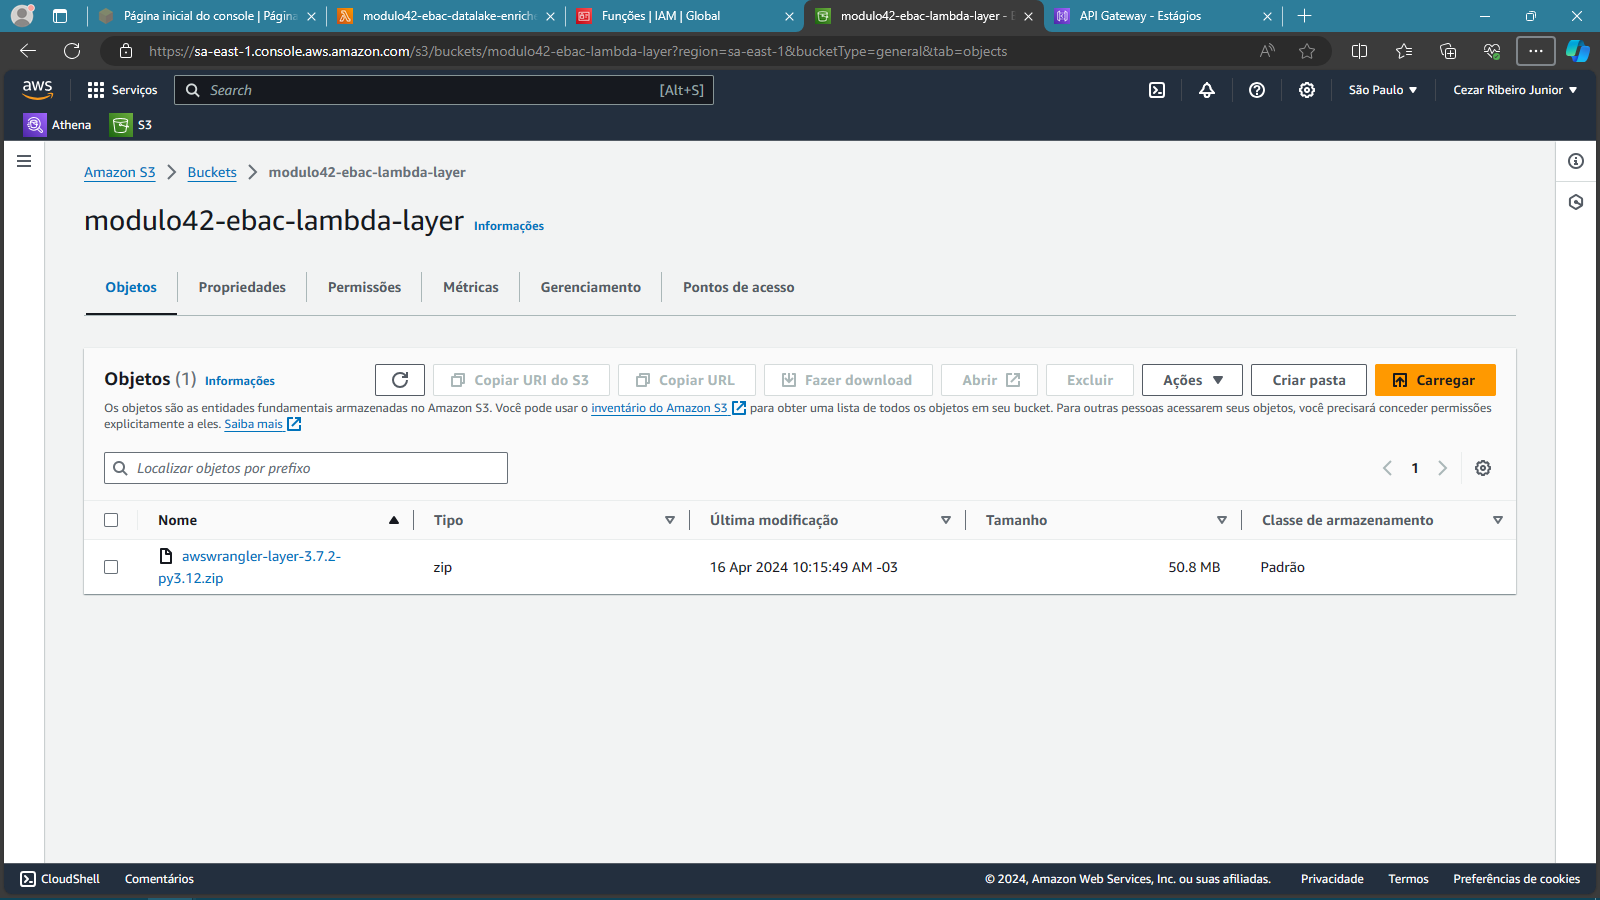 Página inicial do console | Página
modulo42-ebac-datalake-enrich
Funções | IAM | Global
modulo42-ebac-lambda-layer -
API Gateway - Estágios
https://sa-east-1.console.aws.amazon.com/s3/buckets/modulo42-ebac-lambda-layer?region=sa-east-1&bucketType=general&tab=objects
aws
Serviços
Search
[Alt+S]
São Paulo
Cezar Ribeiro Junior
Athena
S3
Amazon S3
Buckets
modulo42-ebac-lambda-layer
modulo42-ebac-lambda-layer
Informações
Objetos
Propriedades
Permissões
Métricas
Gerenciamento
Pontos de acesso
Objetos (1)
Informações
Copiar URI do S3
Copiar URL
Fazer download
Abrir
Excluir
Ações
Criar pasta
Carregar
Os objetos são as entidades fundamentais armazenadas no Amazon S3. Você pode usar o inventário do Amazon S3 para obter uma lista de todos os objetos em seu bucket. Para outras pessoas acessarem seus objetos, você precisará conceder permissões
explicitamente a eles. Saiba mais
Localizar objetos por prefixo
1
Nome
Tipo
Última modificação
Tamanho
Classe de armazenamento
awswrangler-layer-3.7.2-
py3.12.zip
zip
16 Apr 2024 10:15:49 AM -03
50.8 MB
Padrão
CloudShell
Comentários
© 2024, Amazon Web Services, Inc. ou suas afiliadas.
Privacidade
Termos
Preferências de cookies